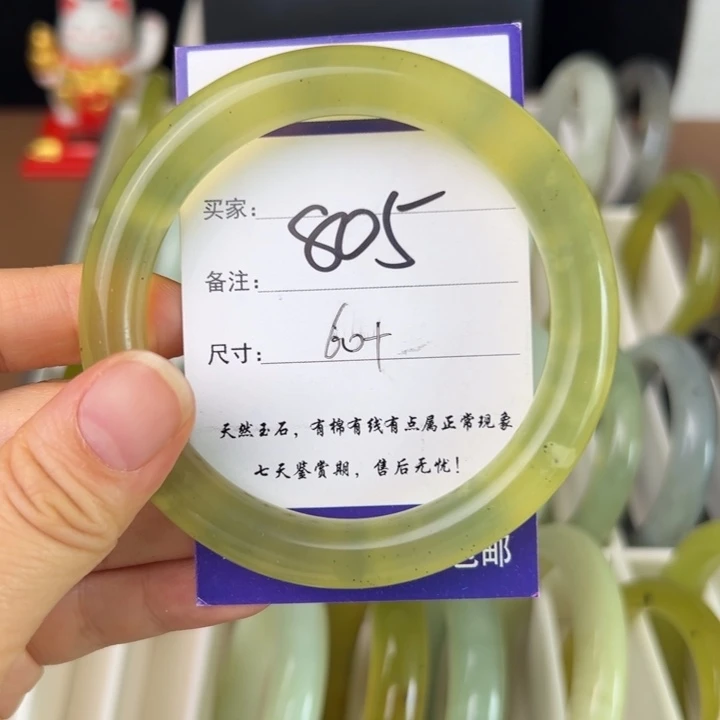 买家：805
备注：
尺寸：60+
天然玉石，有棉有线有点属正常现象
七天鉴赏期，售后无忧！
邮